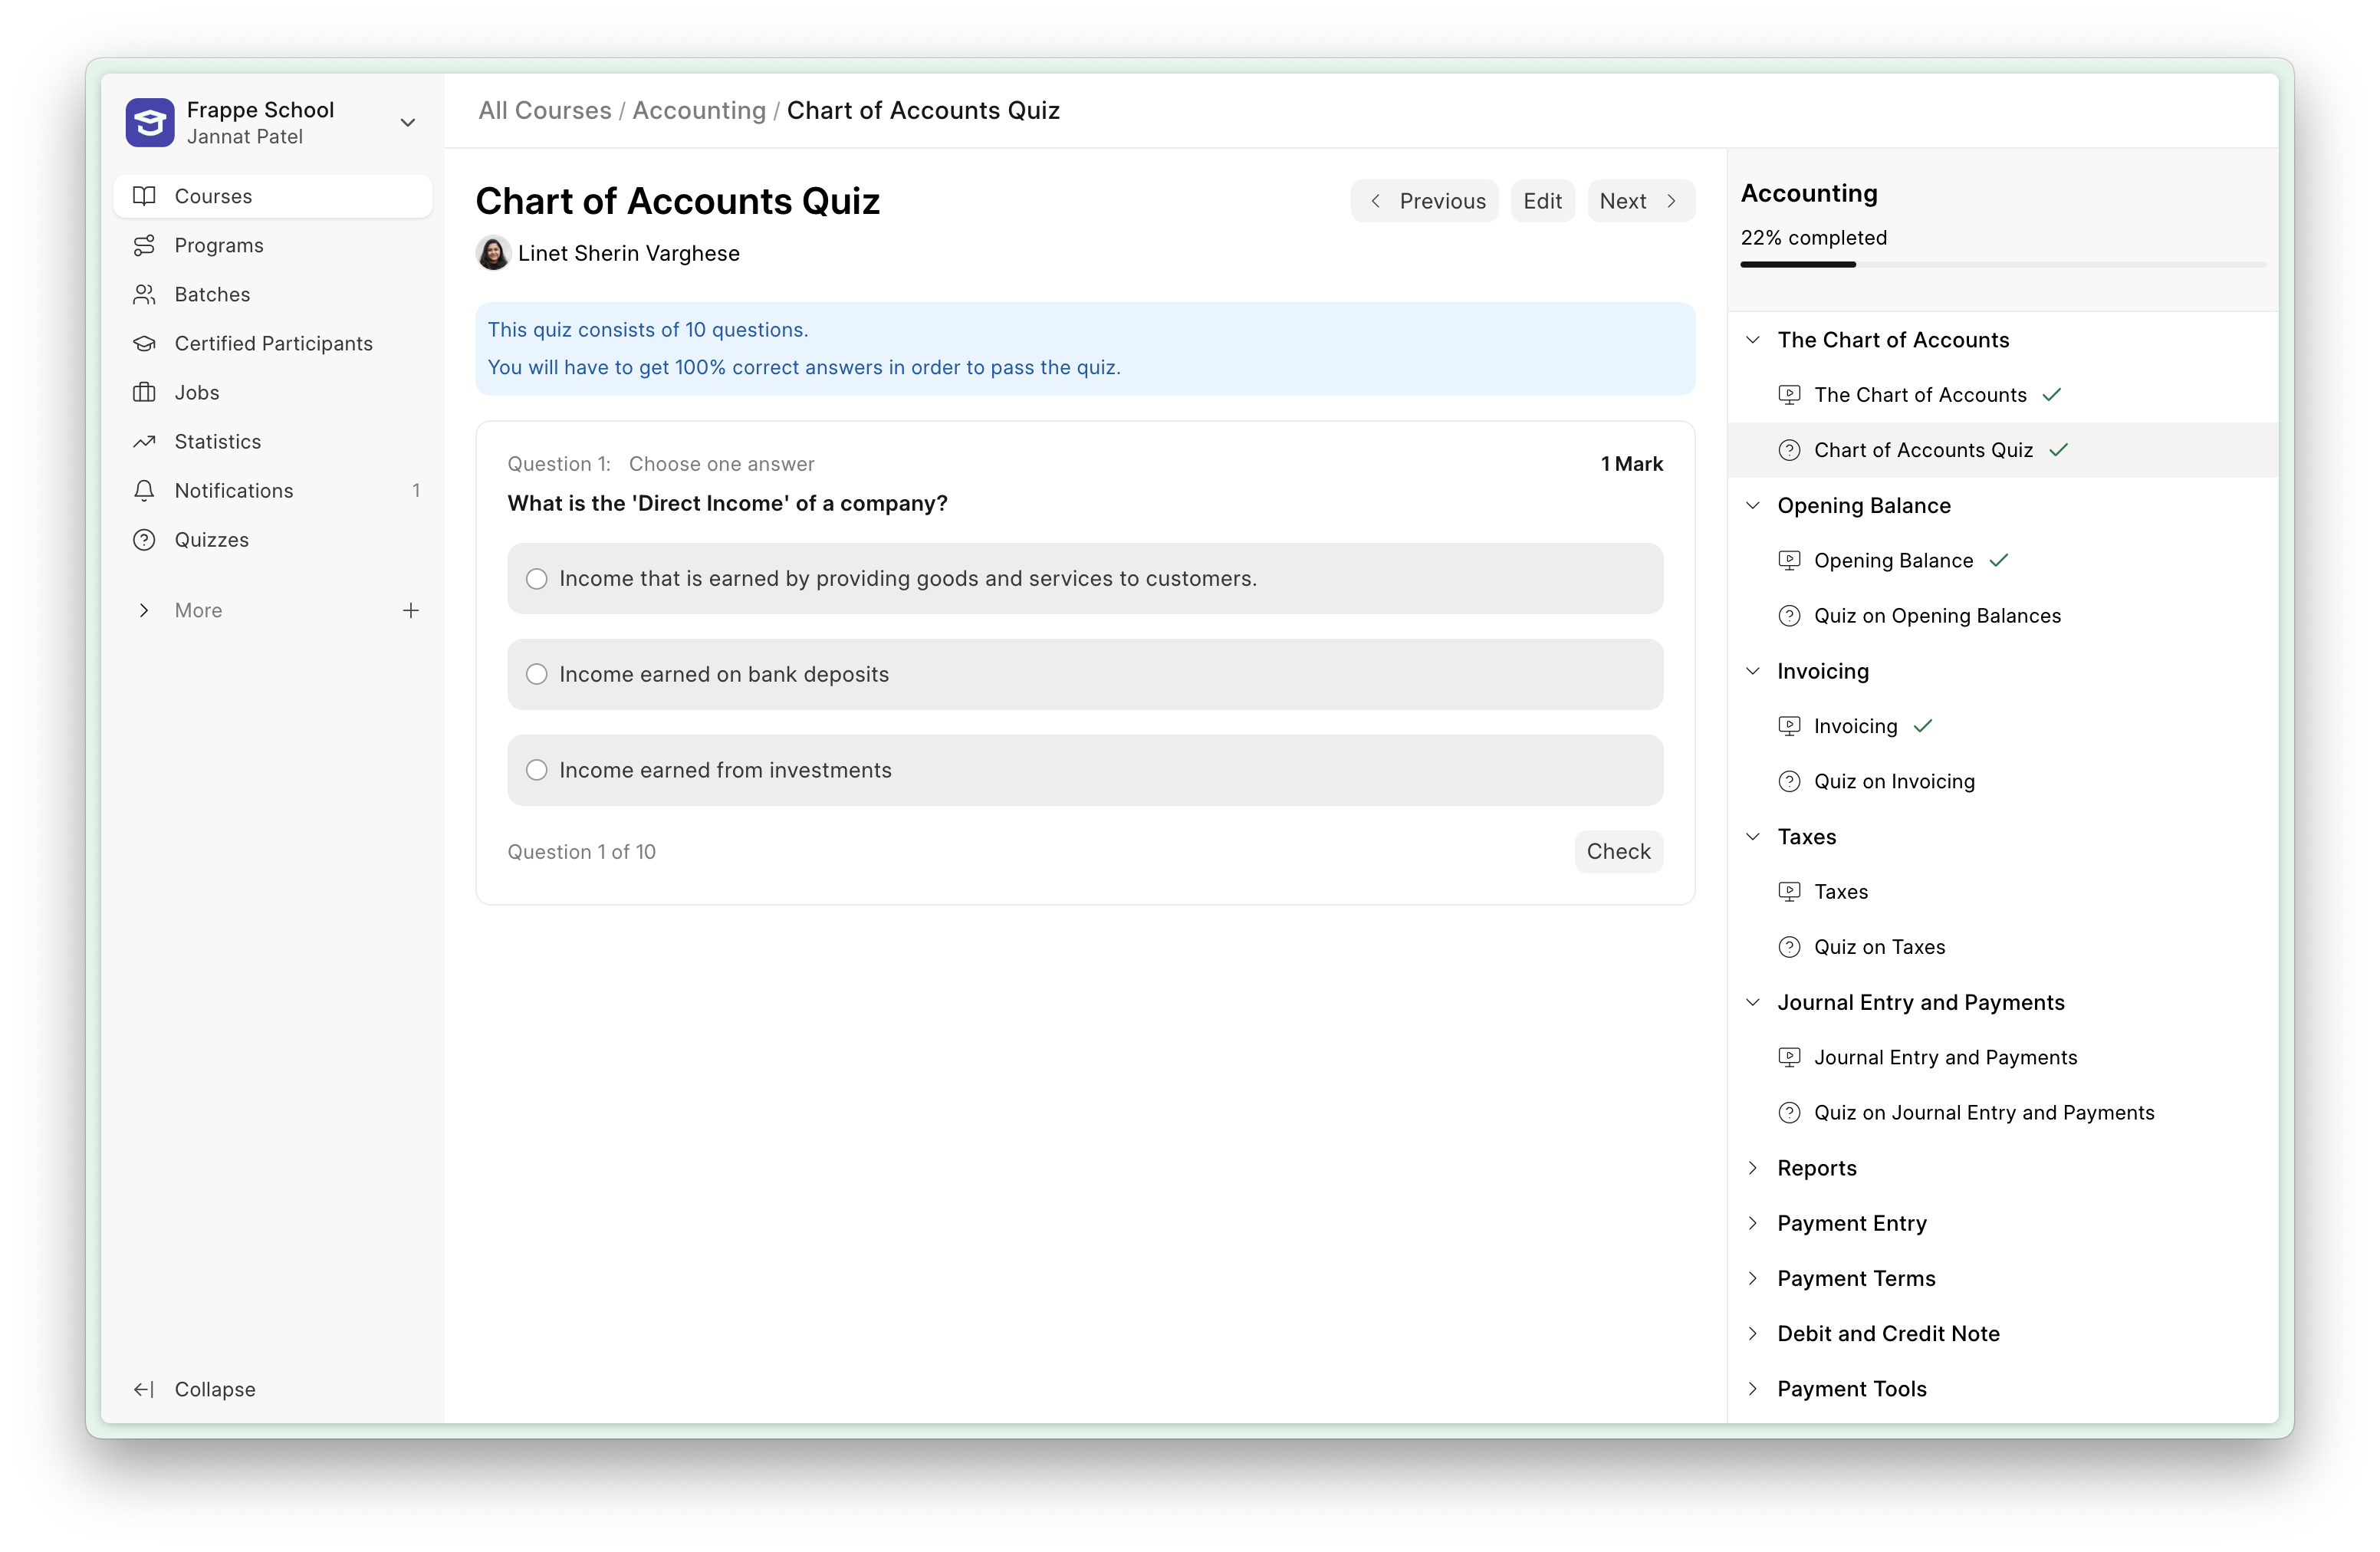 Frappe School
Jannat Patel
Courses
Programs
Batches
Certified Participants
Jobs
Statistics
Notifications 1
Quizzes
More
Collapse
All Courses / Accounting / Chart of Accounts Quiz
Chart of Accounts Quiz
Previous
Edit
Next
Linet Sherin Varghese
This quiz consists of 10 questions.
You will have to get 100% correct answers in order to pass the quiz.
Question 1: Choose one answer
1 Mark
What is the 'Direct Income' of a company?
Income that is earned by providing goods and services to customers.
Income earned on bank deposits
Income earned from investments
Question 1 of 10
Check
Accounting
22% completed
The Chart of Accounts
The Chart of Accounts
Chart of Accounts Quiz
Opening Balance
Opening Balance
Quiz on Opening Balances
Invoicing
Invoicing
Quiz on Invoicing
Taxes
Taxes
Quiz on Taxes
Journal Entry and Payments
Journal Entry and Payments
Quiz on Journal Entry and Payments
Reports
Payment Entry
Payment Terms
Debit and Credit Note
Payment Tools